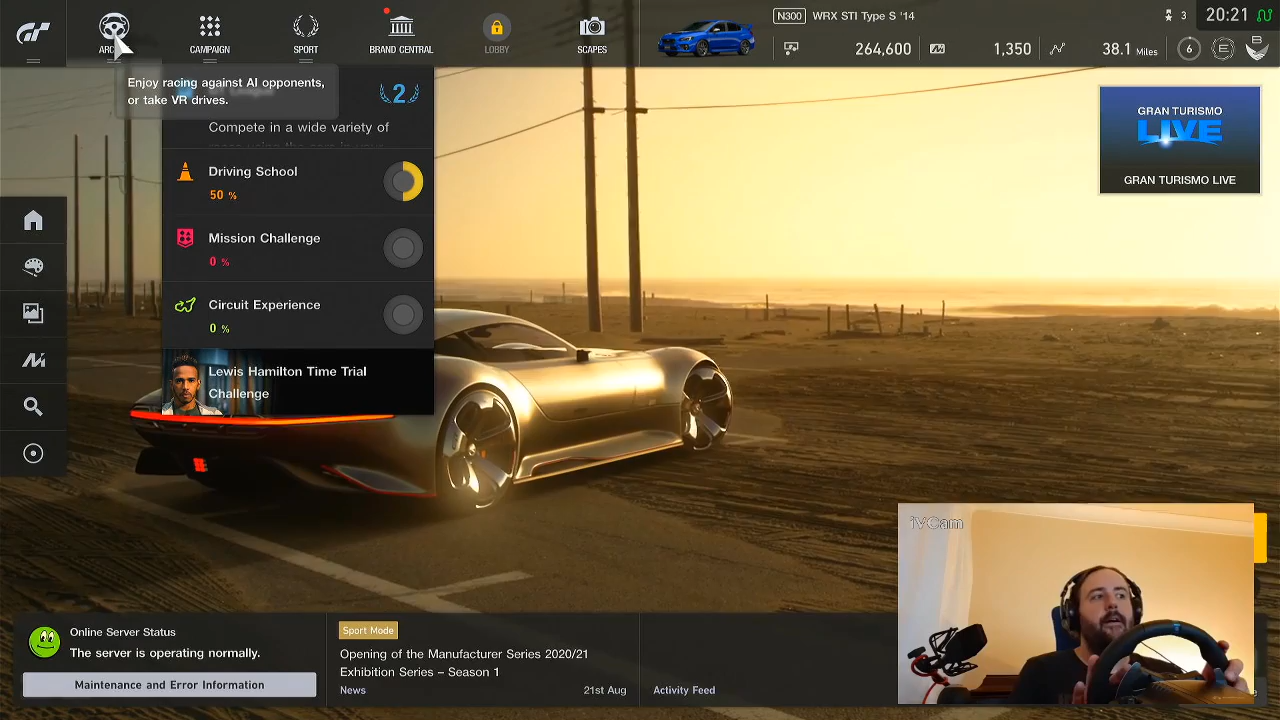 GT
ARC
CAMPAIGN
SPORT
BRAND CENTRAL
LOBBY
SCAPES
N300 WRX STI Type S '14
264,600
1,350
38.1 Miles
3
20:21
6
E
B
Enjoy racing against AI opponents,
or take VR drives.
2
Compete in a wide variety of
Driving School
50 %
Mission Challenge
0 %
Circuit Experience
0 %
Lewis Hamilton Time Trial
Challenge
GRAN TURISMO
LIVE
GRAN TURISMO LIVE
iVCam
Online Server Status
The server is operating normally.
Maintenance and Error Information
Sport Mode
Opening of the Manufacturer Series 2020/21
Exhibition Series – Season 1
News
21st Aug
Activity Feed